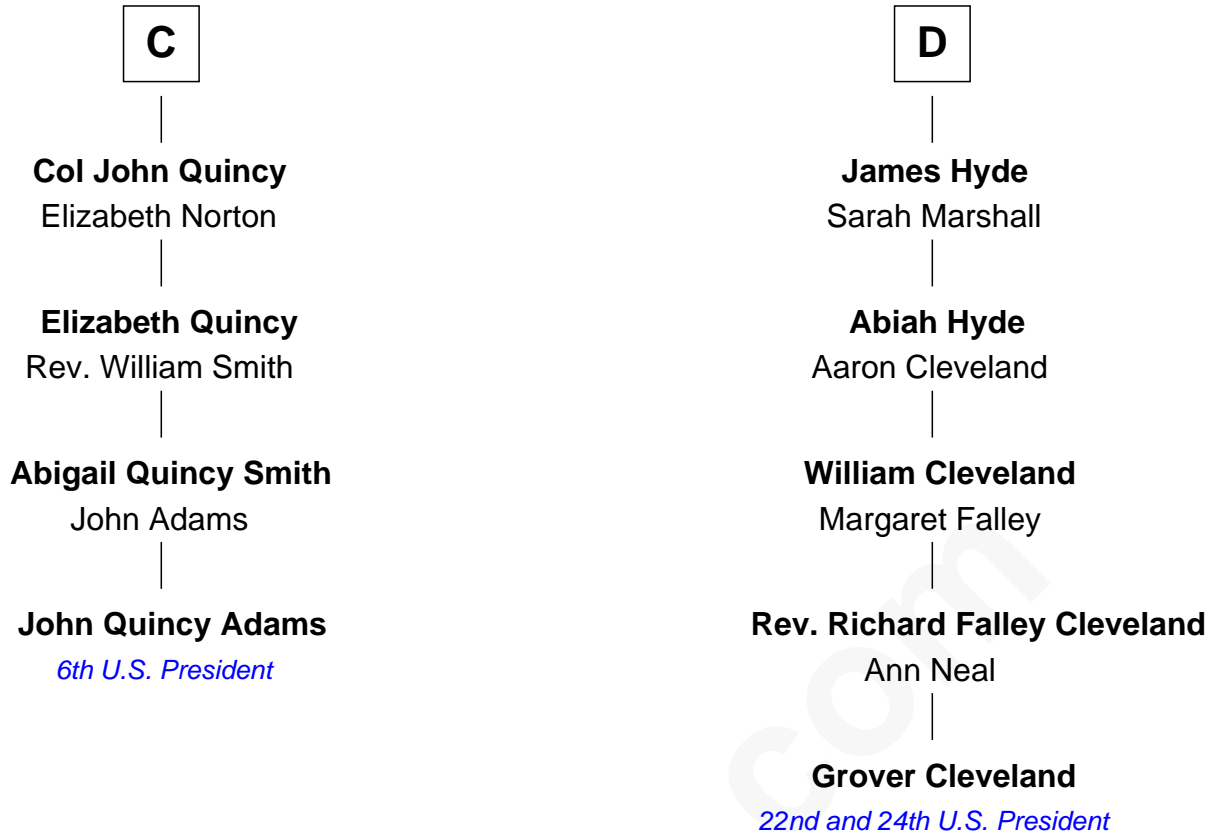 C
Col John Quincy
Elizabeth Norton
Elizabeth Quincy
Rev. William Smith
Abigail Quincy Smith
John Adams
John Quincy Adams
6th U.S. President
D
James Hyde
Sarah Marshall
Abiah Hyde
Aaron Cleveland
William Cleveland
Margaret Falley
Rev. Richard Falley Cleveland
Ann Neal
Grover Cleveland
22nd and 24th U.S. President
com